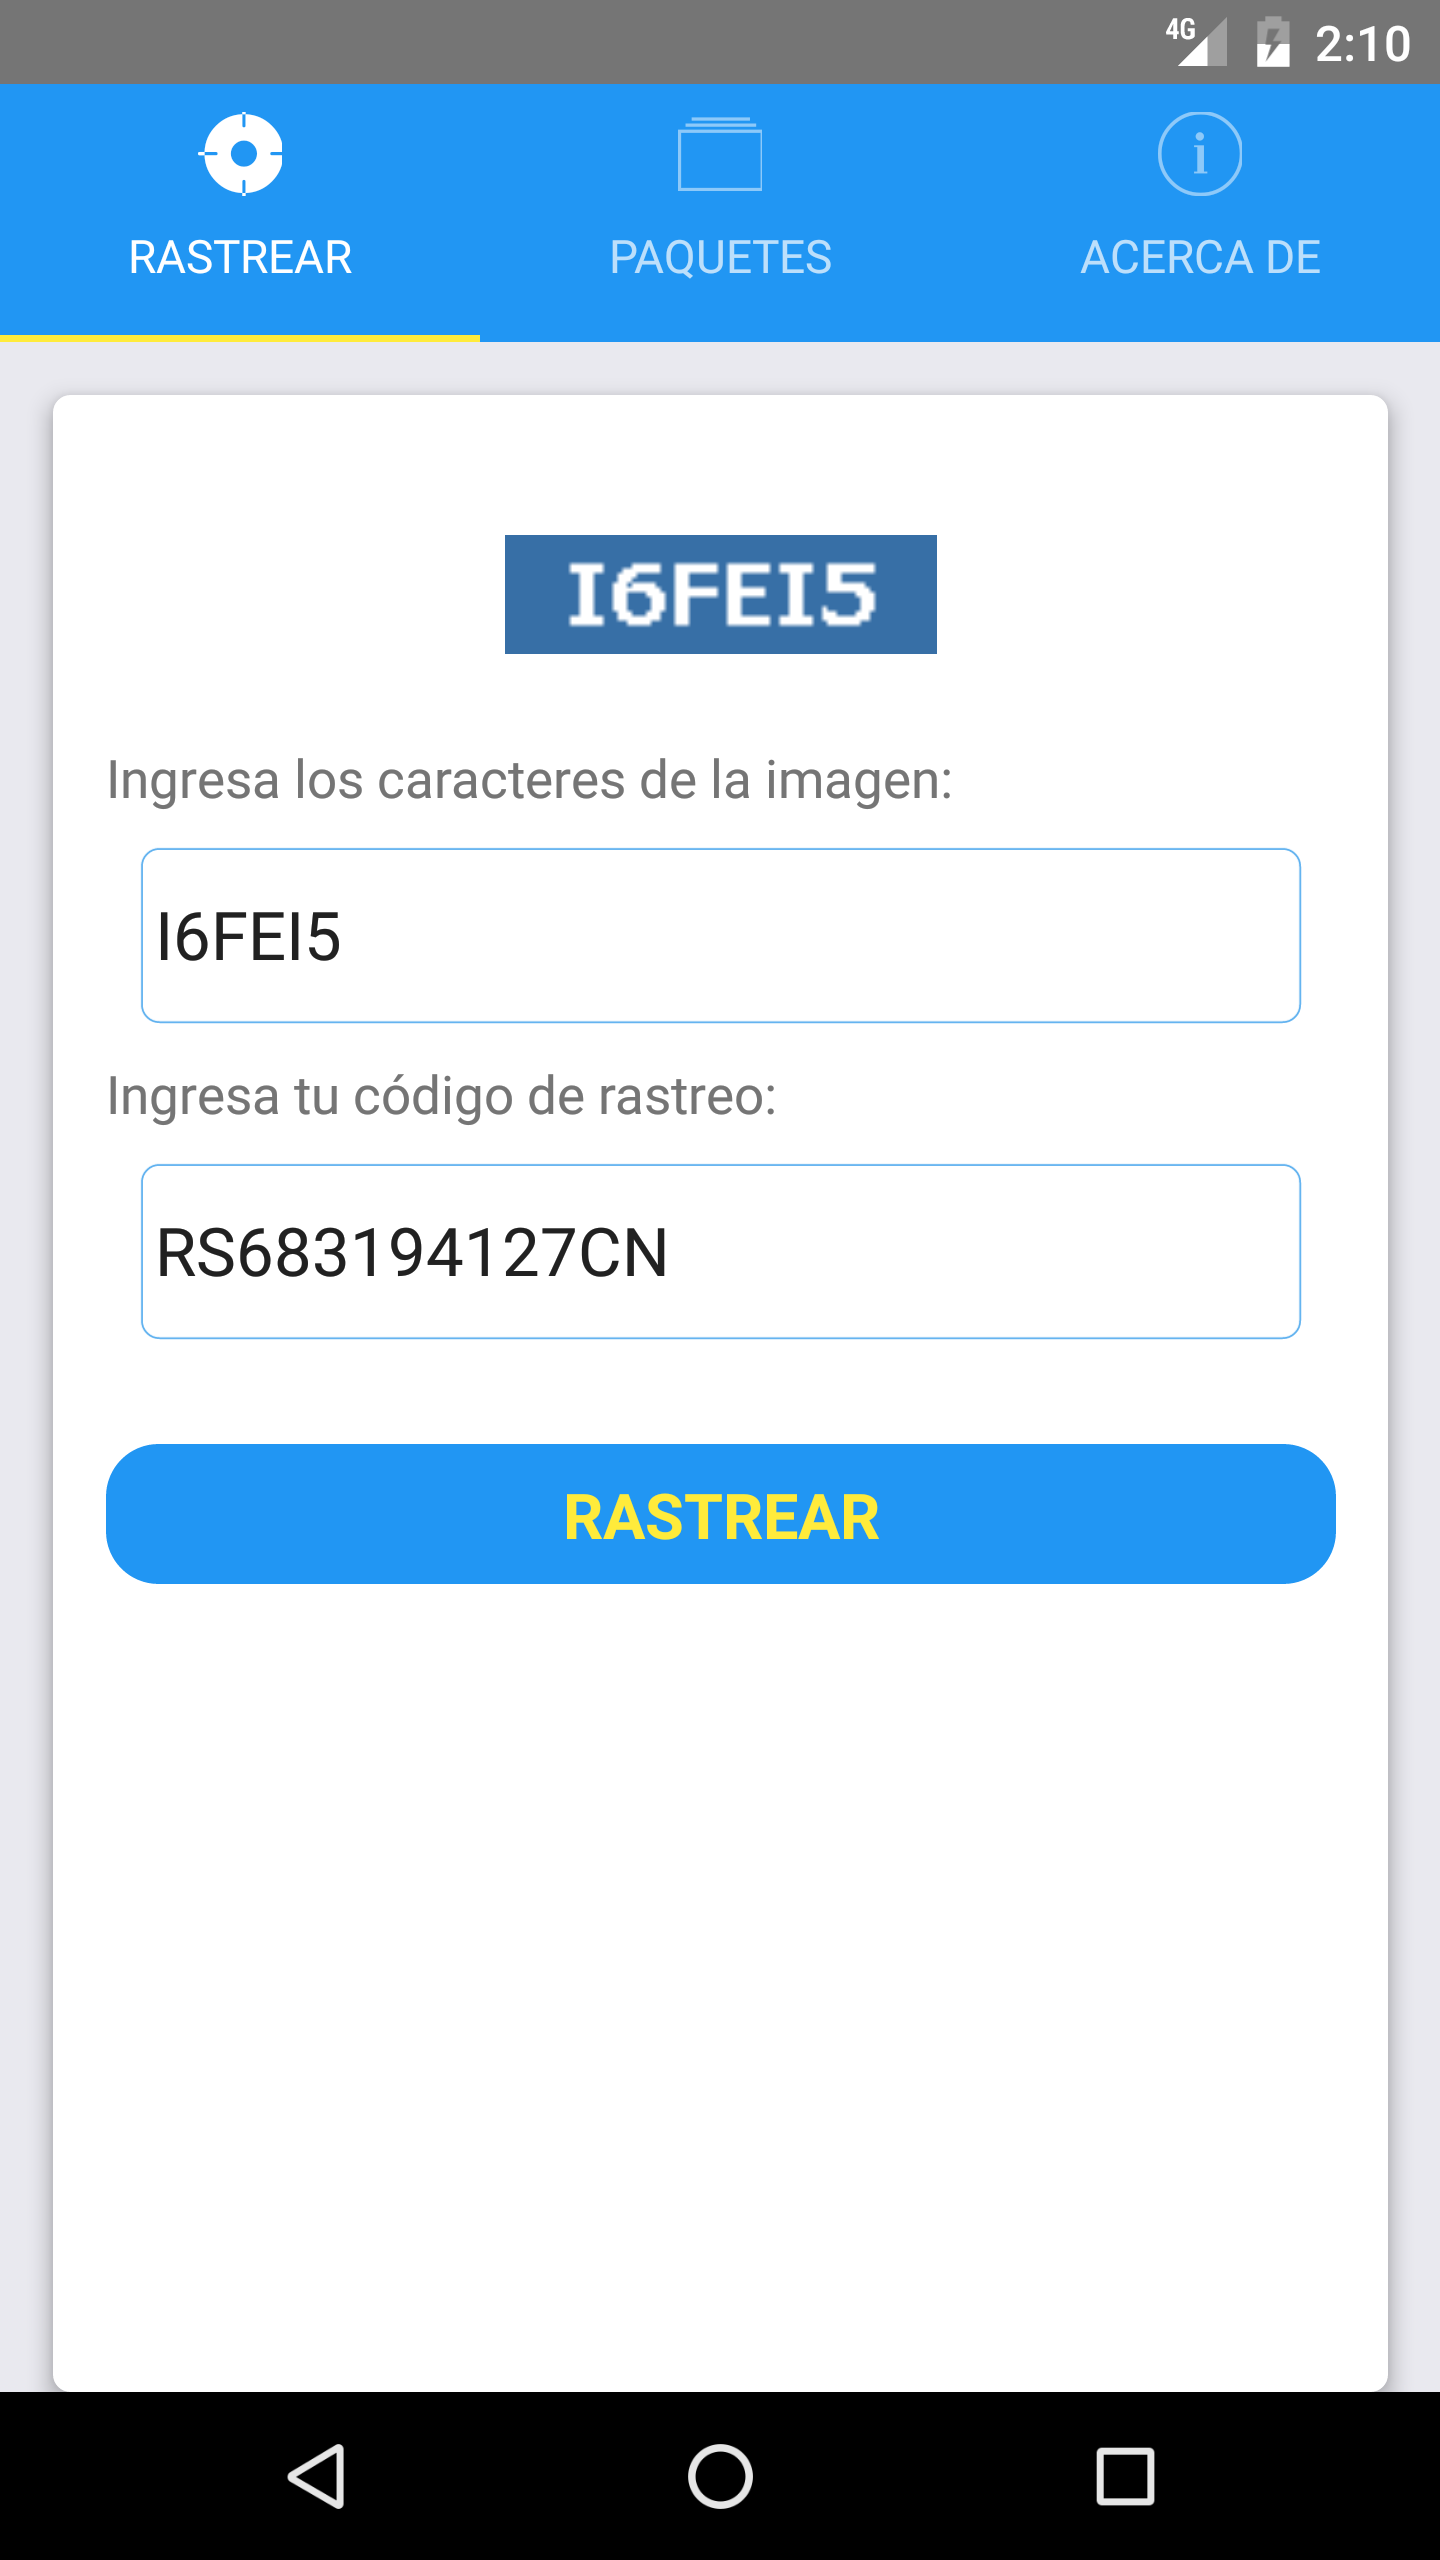 4G 2:10
RASTREAR PAQUETES ACERCA DE
I6FEI5
Ingresa los caracteres de la imagen:
I6FEI5
Ingresa tu código de rastreo:
RS683194127CN
RASTREAR